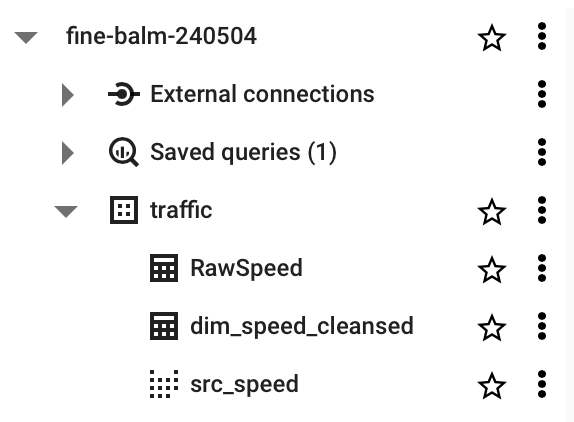 fine-balm-240504
External connections
Saved queries (1)
traffic
RawSpeed
dim_speed_cleansed
src_speed